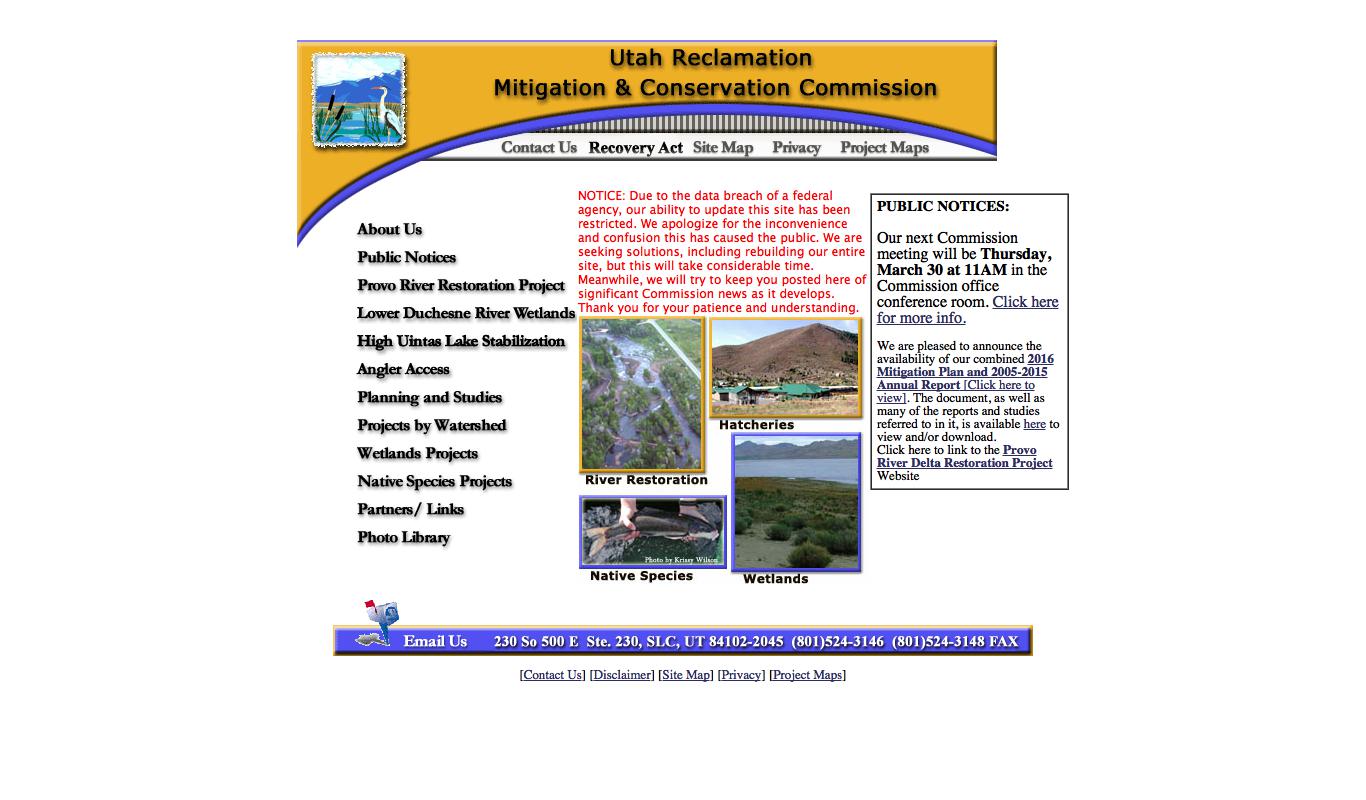 Utah Reclamation
Mitigation & Conservation Commission
Contact Us Recovery Act Site Map Privacy Project Maps
About Us
Public Notices
Provo River Restoration Project
Lower Duchesne River Wetlands
High Uintas Lake Stabilization
Angler Access
Planning and Studies
Projects by Watershed
Wetlands Projects
Native Species Projects
Partners/ Links
Photo Library
NOTICE: Due to the data breach of a federal
agency, our ability to update this site has been
restricted. We apologize for the inconvenience
and confusion this has caused the public. We are
seeking solutions, including rebuilding our entire
site, but this will take considerable time.
Meanwhile, we will try to keep you posted here of
significant Commission news as it develops.
Thank you for your patience and understanding.
Hatcheries
River Restoration
Photo by Krissy Wilson
Native Species
Wetlands
PUBLIC NOTICES:
Our next Commission
meeting will be Thursday,
March 30 at 11AM in the
Commission office
conference room. Click here
for more info.
We are pleased to announce the
availability of our combined 2016
Mitigation Plan and 2005-2015
Annual Report [Click here to
view]. The document, as well as
many of the reports and studies
referred to in it, is available here to
view and/or download.
Click here to link to the Provo
River Delta Restoration Project
Website
Email Us 230 So 500 E Ste. 230, SLC, UT 84102-2045 (801)524-3146 (801)524-3148 FAX
[Contact Us] [Disclaimer] [Site Map] [Privacy] [Project Maps]